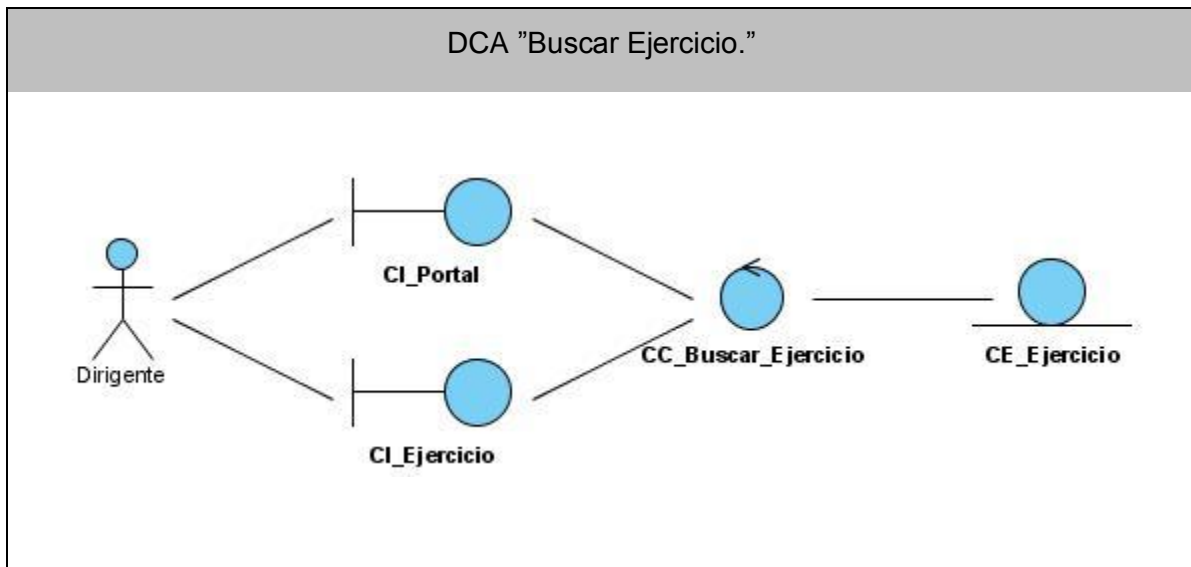 DCA ”Buscar Ejercicio.”
CI_Portal
Dirigente
CI_Ejercicio
CC_Buscar_Ejercicio
CE_Ejercicio